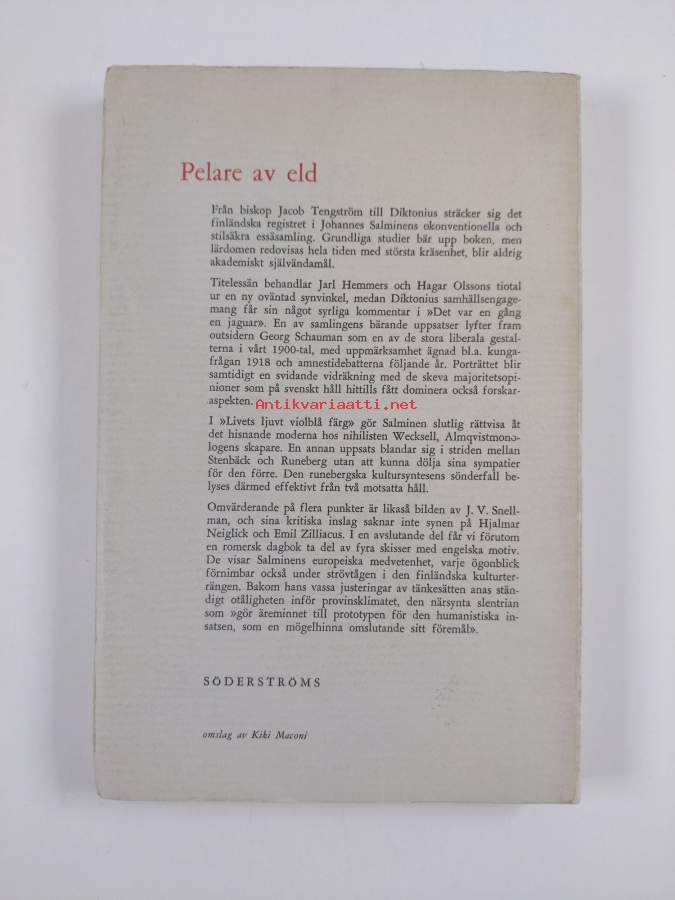 Pelare av eld
Från biskop Jacob Tengström till Diktonius sträcker sig det
finländska registret i Johannes Salminens okonventionella och
stilsäkra essäsamling. Grundliga studier bär upp boken, men
lärdomen redovisas hela tiden med största kräsenhet, blir aldrig
akademiskt självändamål.
Titelessän behandlar Jarl Hemmers och Hagar Olssons tiotal
ur en ny oväntad synvinkel, medan Diktonius samhällsengage-
mang får sin något syrliga kommentar i »Det var en gång
en jaguar». En av samlingens bärande uppsatser lyfter fram
outsidern Georg Schauman som en av de stora liberala gestal-
terna i vårt 1900-tal, med uppmärksamhet ägnad bl.a. kunga-
frågan 1918 och amnestidebatterna följande år. Porträttet blir
samtidigt en svidande vidräkning med de skeva majoritetsopi-
nioner som på svenskt håll hittills fått dominera också forskar-
aspekten.
Antikvariaatti.net
I »Livets ljuvt violblå färg» gör Salminen slutlig rättvisa åt
det hisnande moderna hos nihilisten Wecksell, Almqvistmono-
logens skapare. En annan uppsats blandar sig i striden mellan
Stenbäck och Runeberg utan att kunna dölja sina sympatier
för den förre. Den runebergska kultursyntesens sönderfall be-
lyses därmed effektivt från två motsatta håll.
Omvärderande på flera punkter är likaså bilden av J. V. Snell-
man, och sina kritiska inslag saknar inte synen på Hjalmar
Neiglick och Emil Zilliacus. I en avslutande del får vi förutom
en romersk dagbok ta del av fyra skisser med engelska motiv.
De visar Salminens europeiska medvetenhet, varje ögonblick
förnimbar också under strövtågen i den finländska kulturter-
rängen. Bakom hans vassa justeringar av tänkesätten anas stän-
digt otåligheten inför provinsklimatet, den närsynta slentrian
som »gör äreminnet till prototypen för den humanistiska in-
satsen, som en mögelhinna omslutande sitt föremål».
SÖDERSTRÖMS
omslag av Kiki Maconi